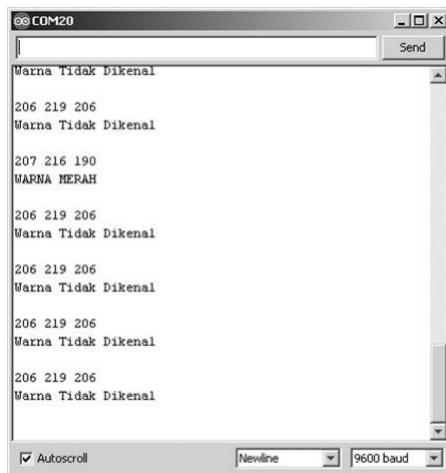 COM20
Send
Warna Tidak Dikenal
206 219 206
Warna Tidak Dikenal
207 216 190
WARNA MERAH
206 219 206
Warna Tidak Dikenal
206 219 206
Warna Tidak Dikenal
206 219 206
Warna Tidak Dikenal
206 219 206
Warna Tidak Dikenal
Autoscroll
Newline
9600 baud